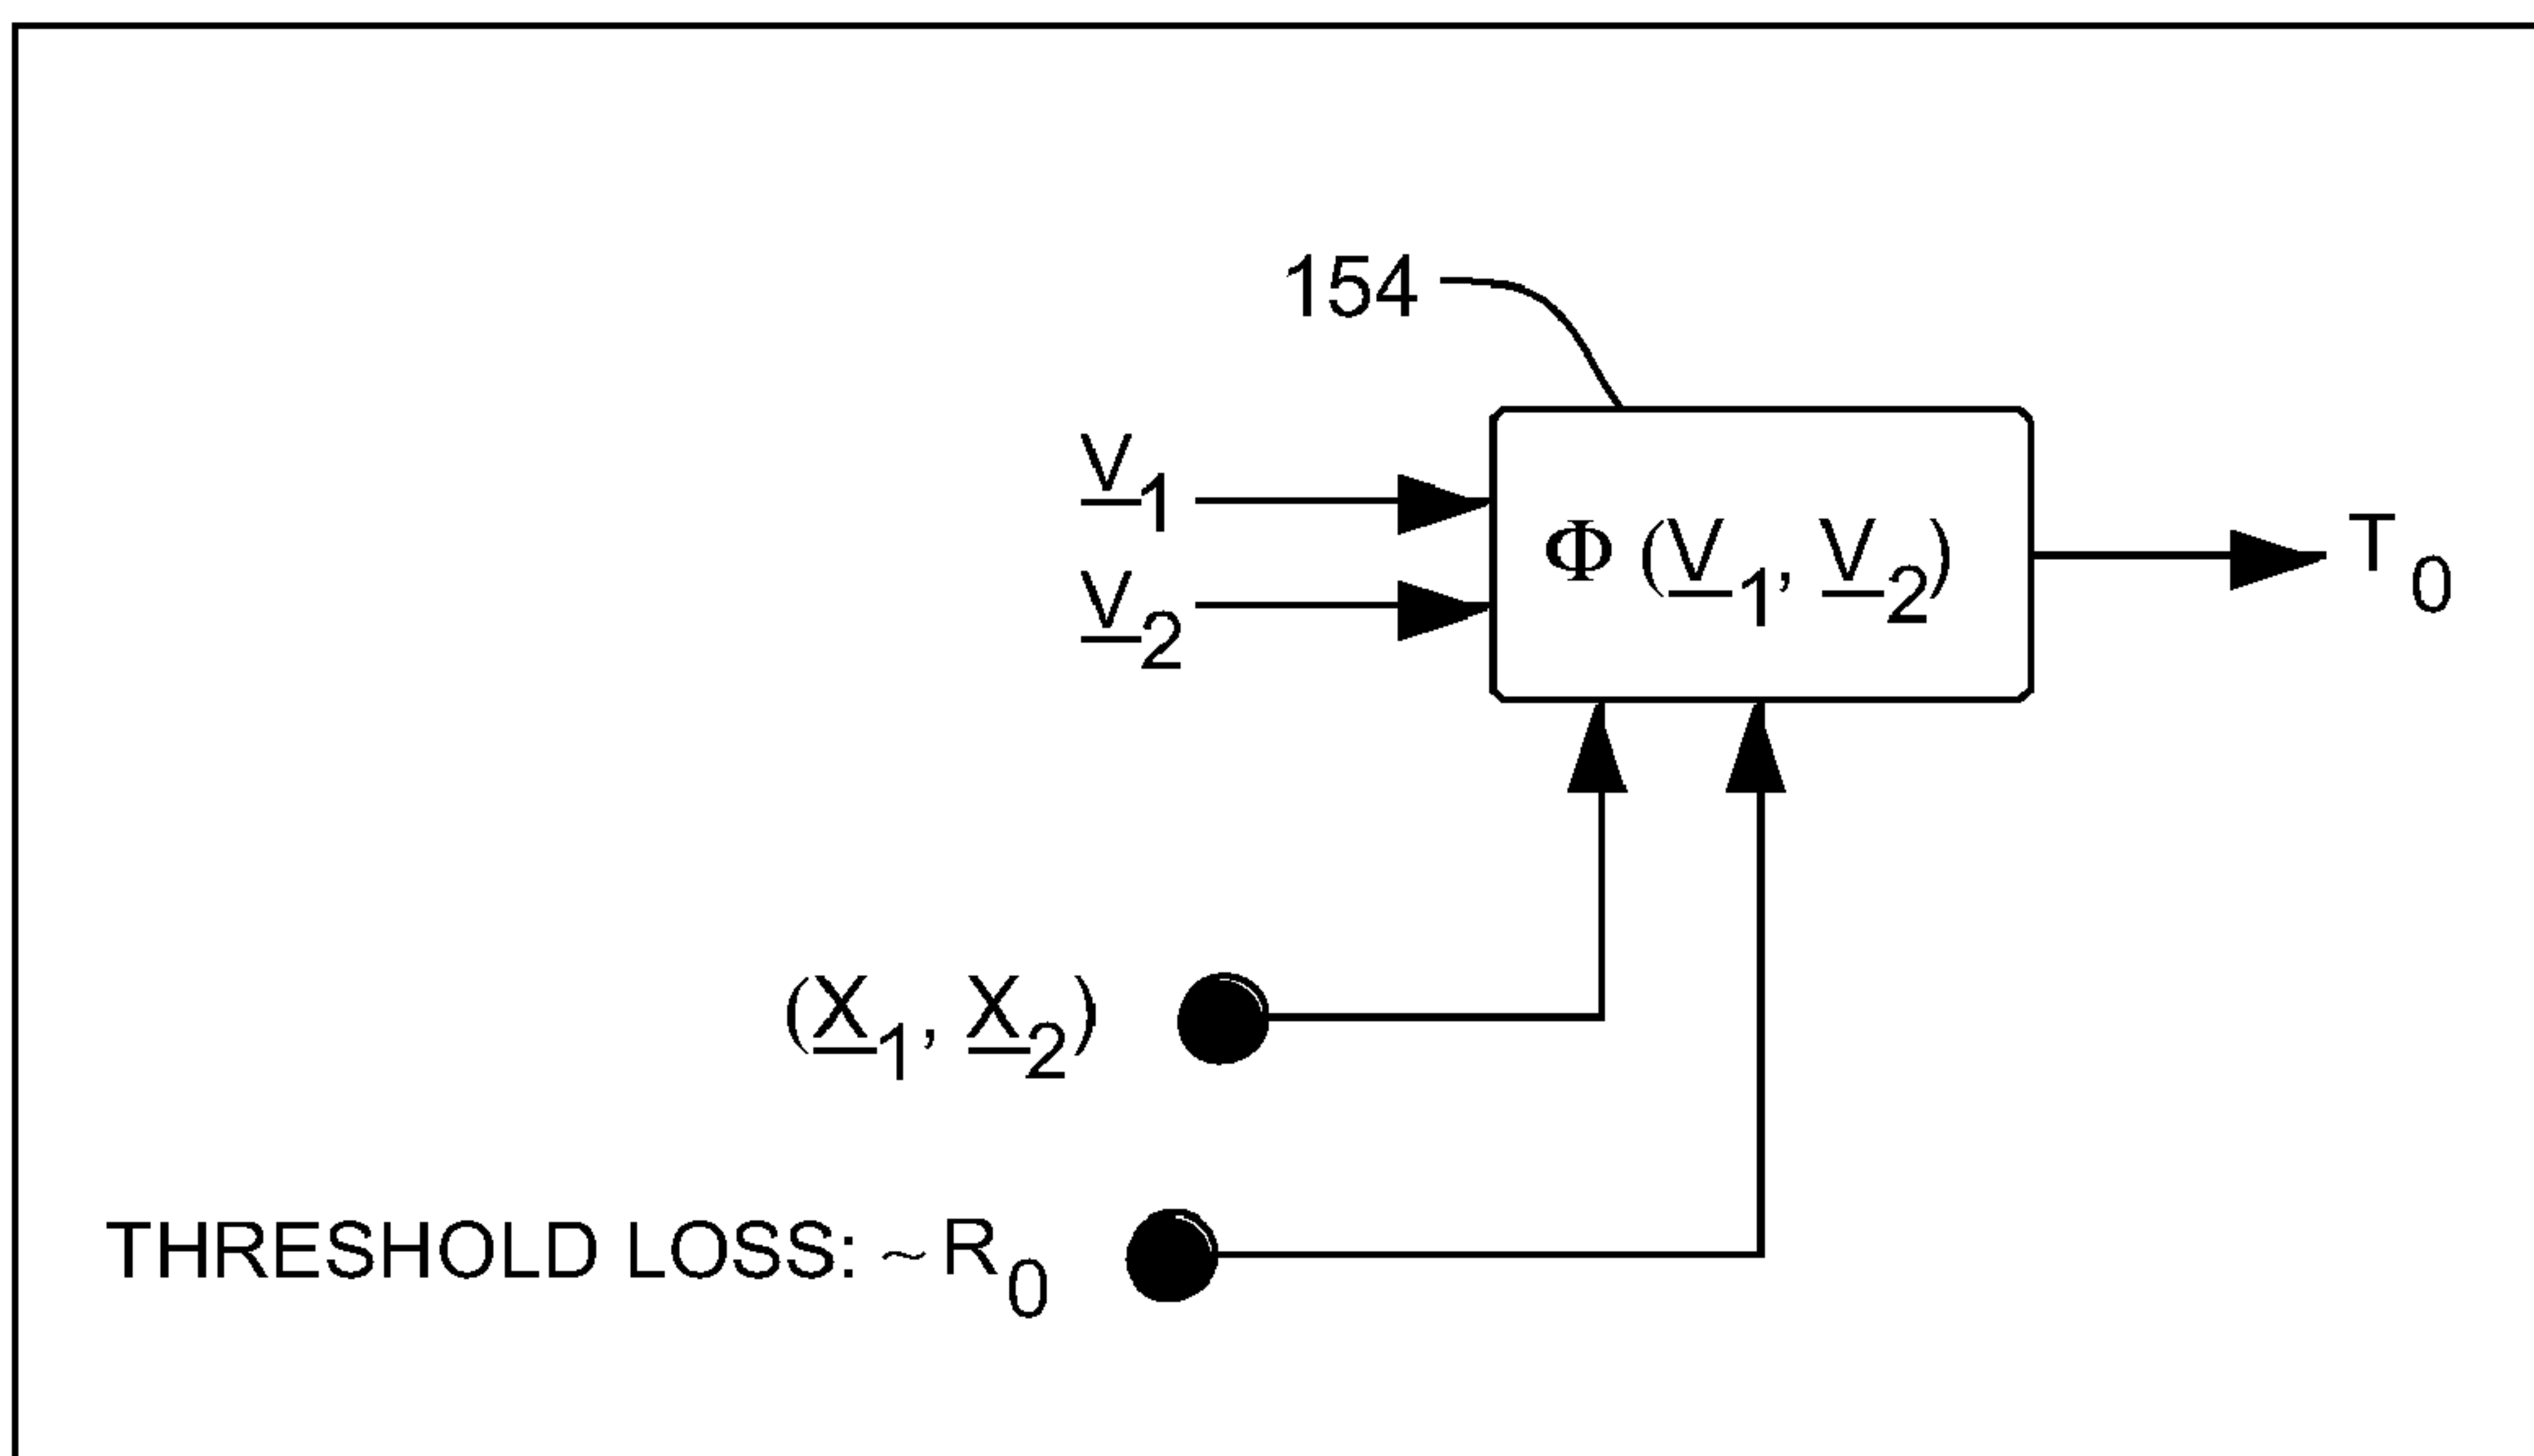 154
V₁
V₂
Φ (V₁, V₂)
T₀
(X₁, X₂)
THRESHOLD LOSS: ~R₀